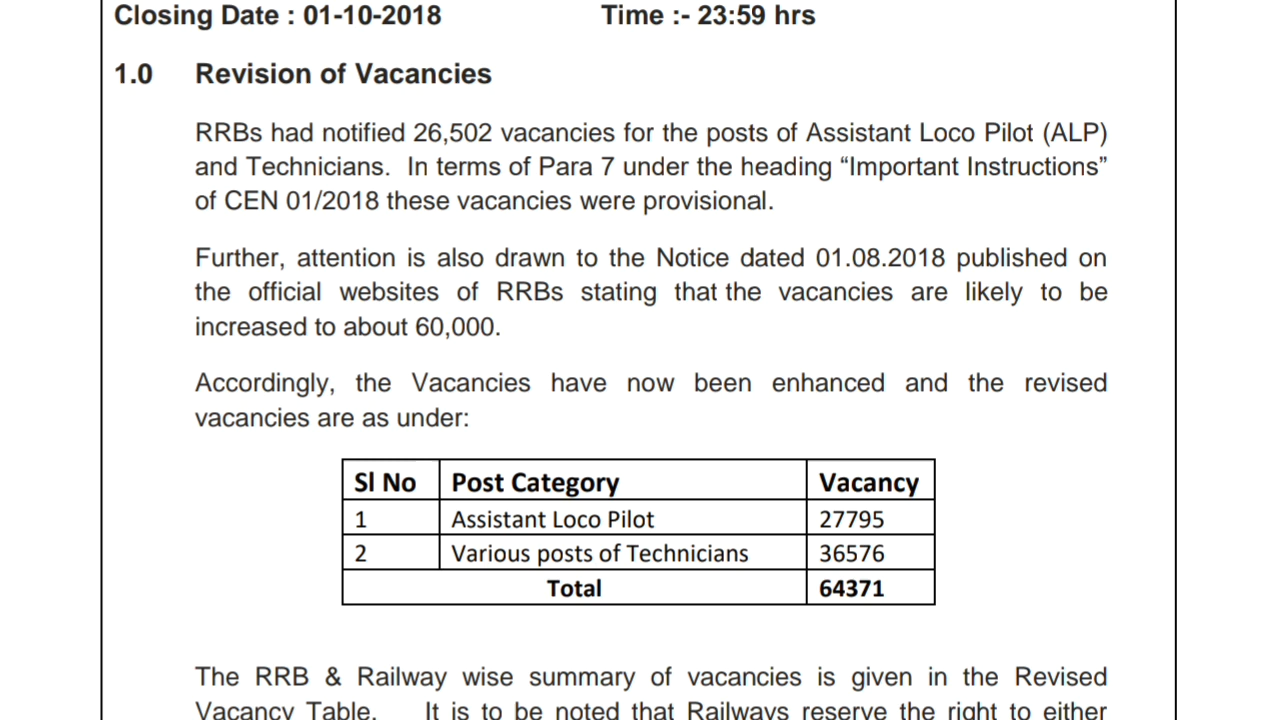 Closing Date : 01-10-2018 Time :- 23:59 hrs
1.0 Revision of Vacancies
RRBs had notified 26,502 vacancies for the posts of Assistant Loco Pilot (ALP)
and Technicians. In terms of Para 7 under the heading “Important Instructions”
of CEN 01/2018 these vacancies were provisional.
Further, attention is also drawn to the Notice dated 01.08.2018 published on
the official websites of RRBs stating that the vacancies are likely to be
increased to about 60,000.
Accordingly, the Vacancies have now been enhanced and the revised
vacancies are as under:
Sl No Post Category Vacancy
1 Assistant Loco Pilot 27795
2 Various posts of Technicians 36576
Total 64371
The RRB & Railway wise summary of vacancies is given in the Revised
Vacancy Table. It is to be noted that Railways reserve the right to either